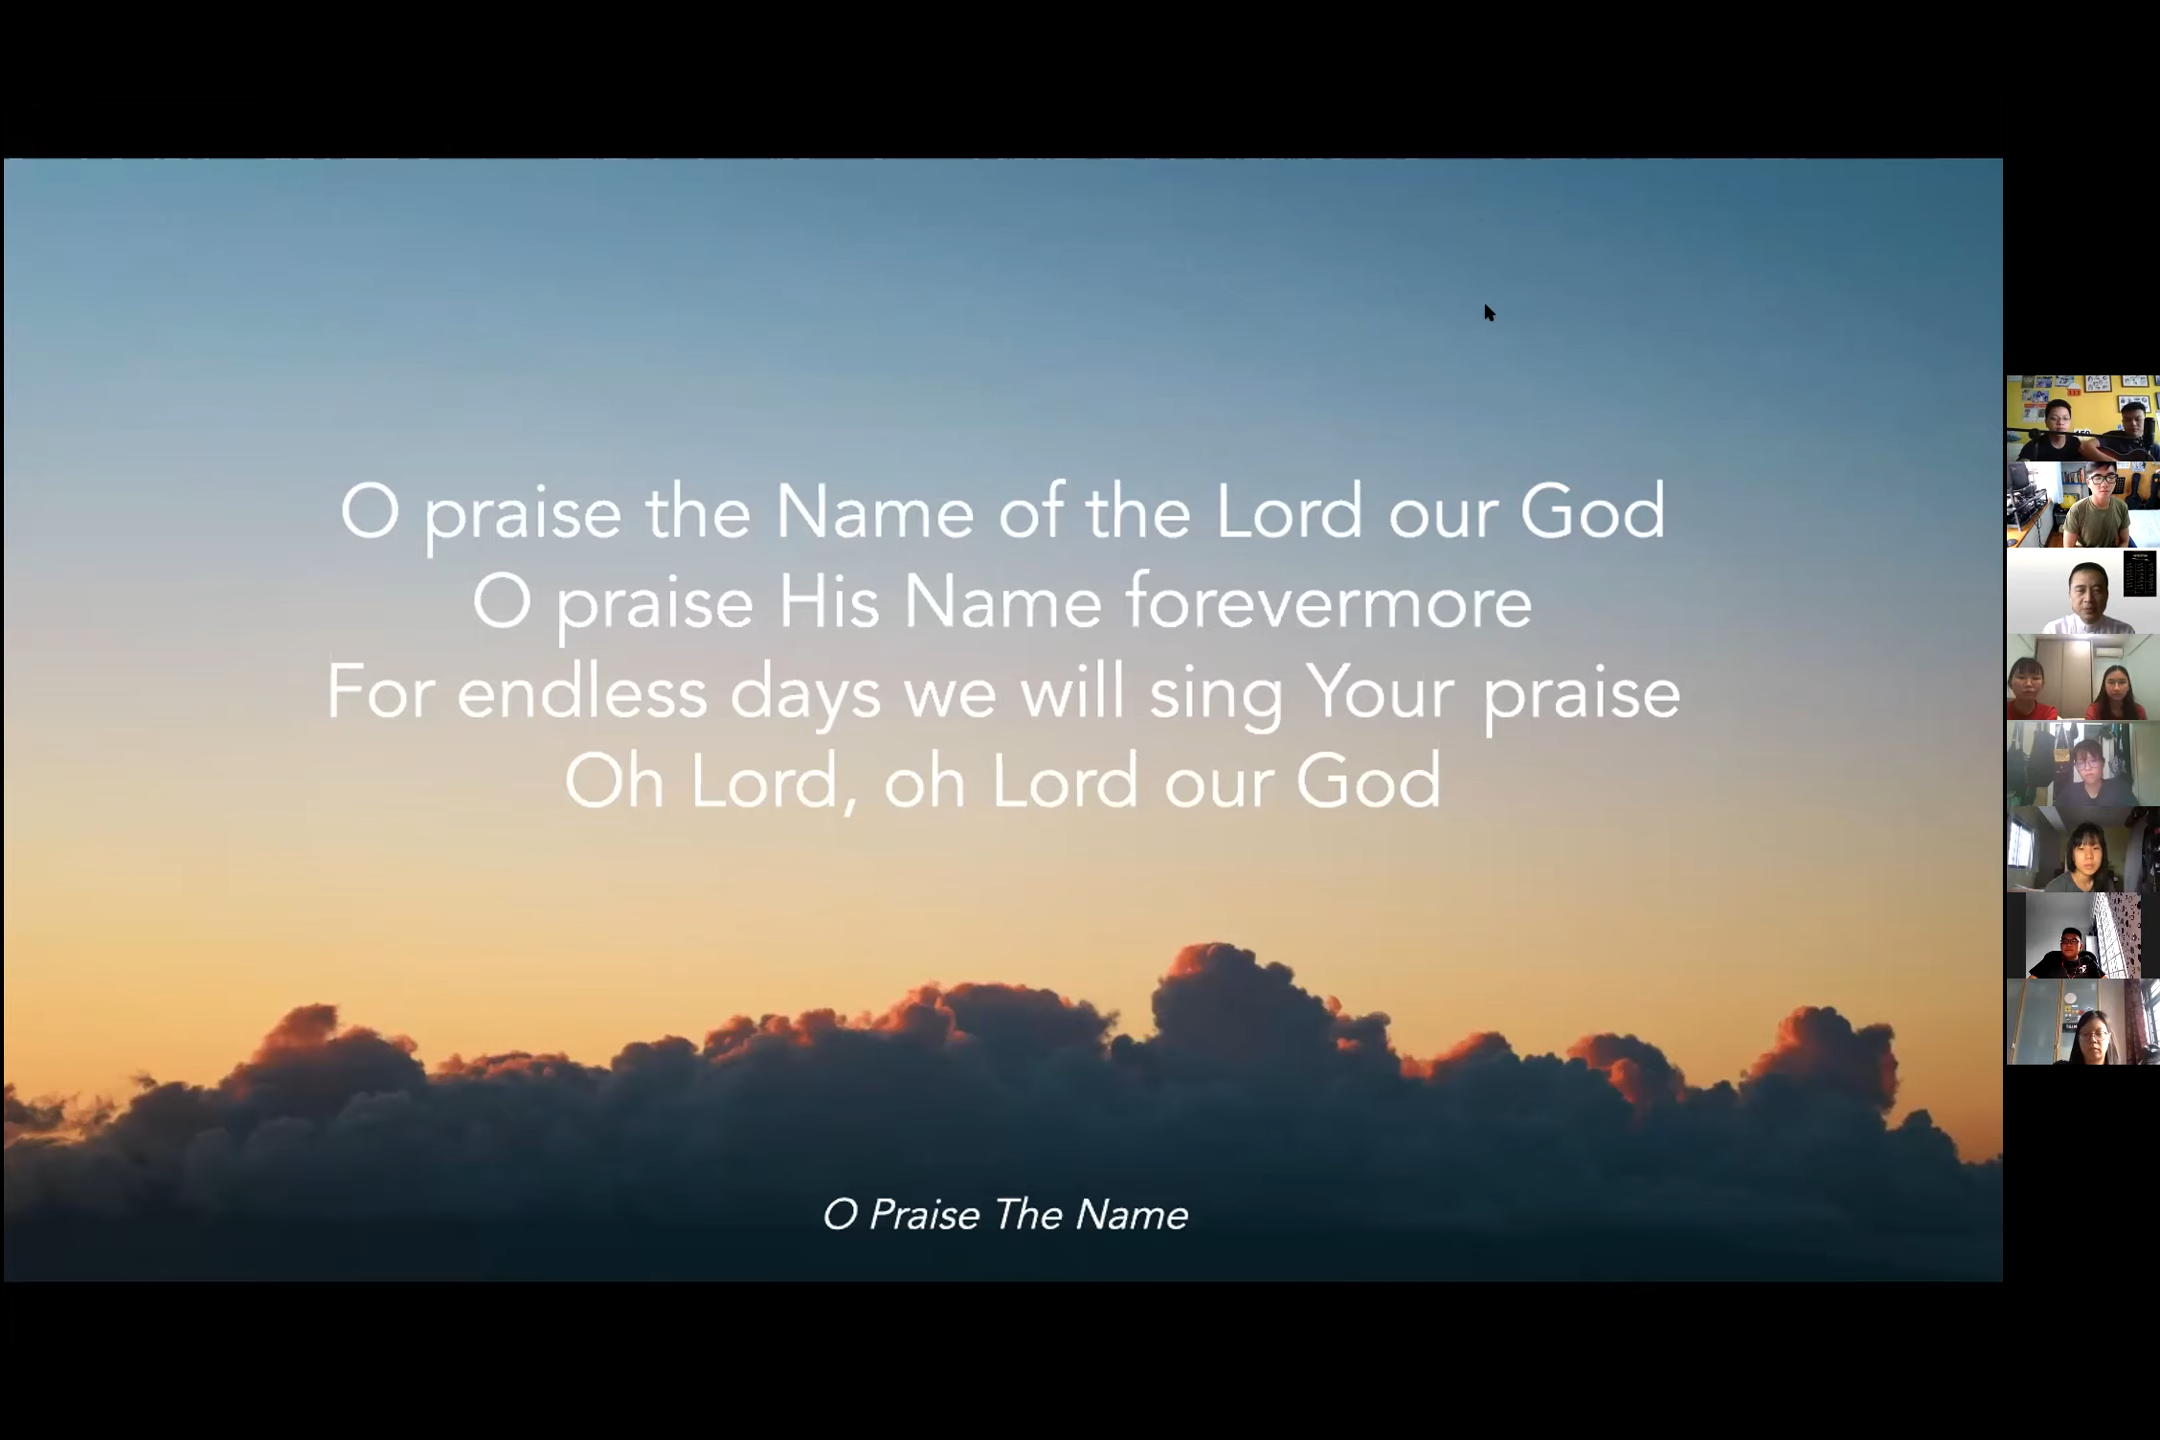 O praise the Name of the Lord our God
O praise His Name forevermore
For endless days we will sing Your praise
Oh Lord, oh Lord our God
O Praise The Name